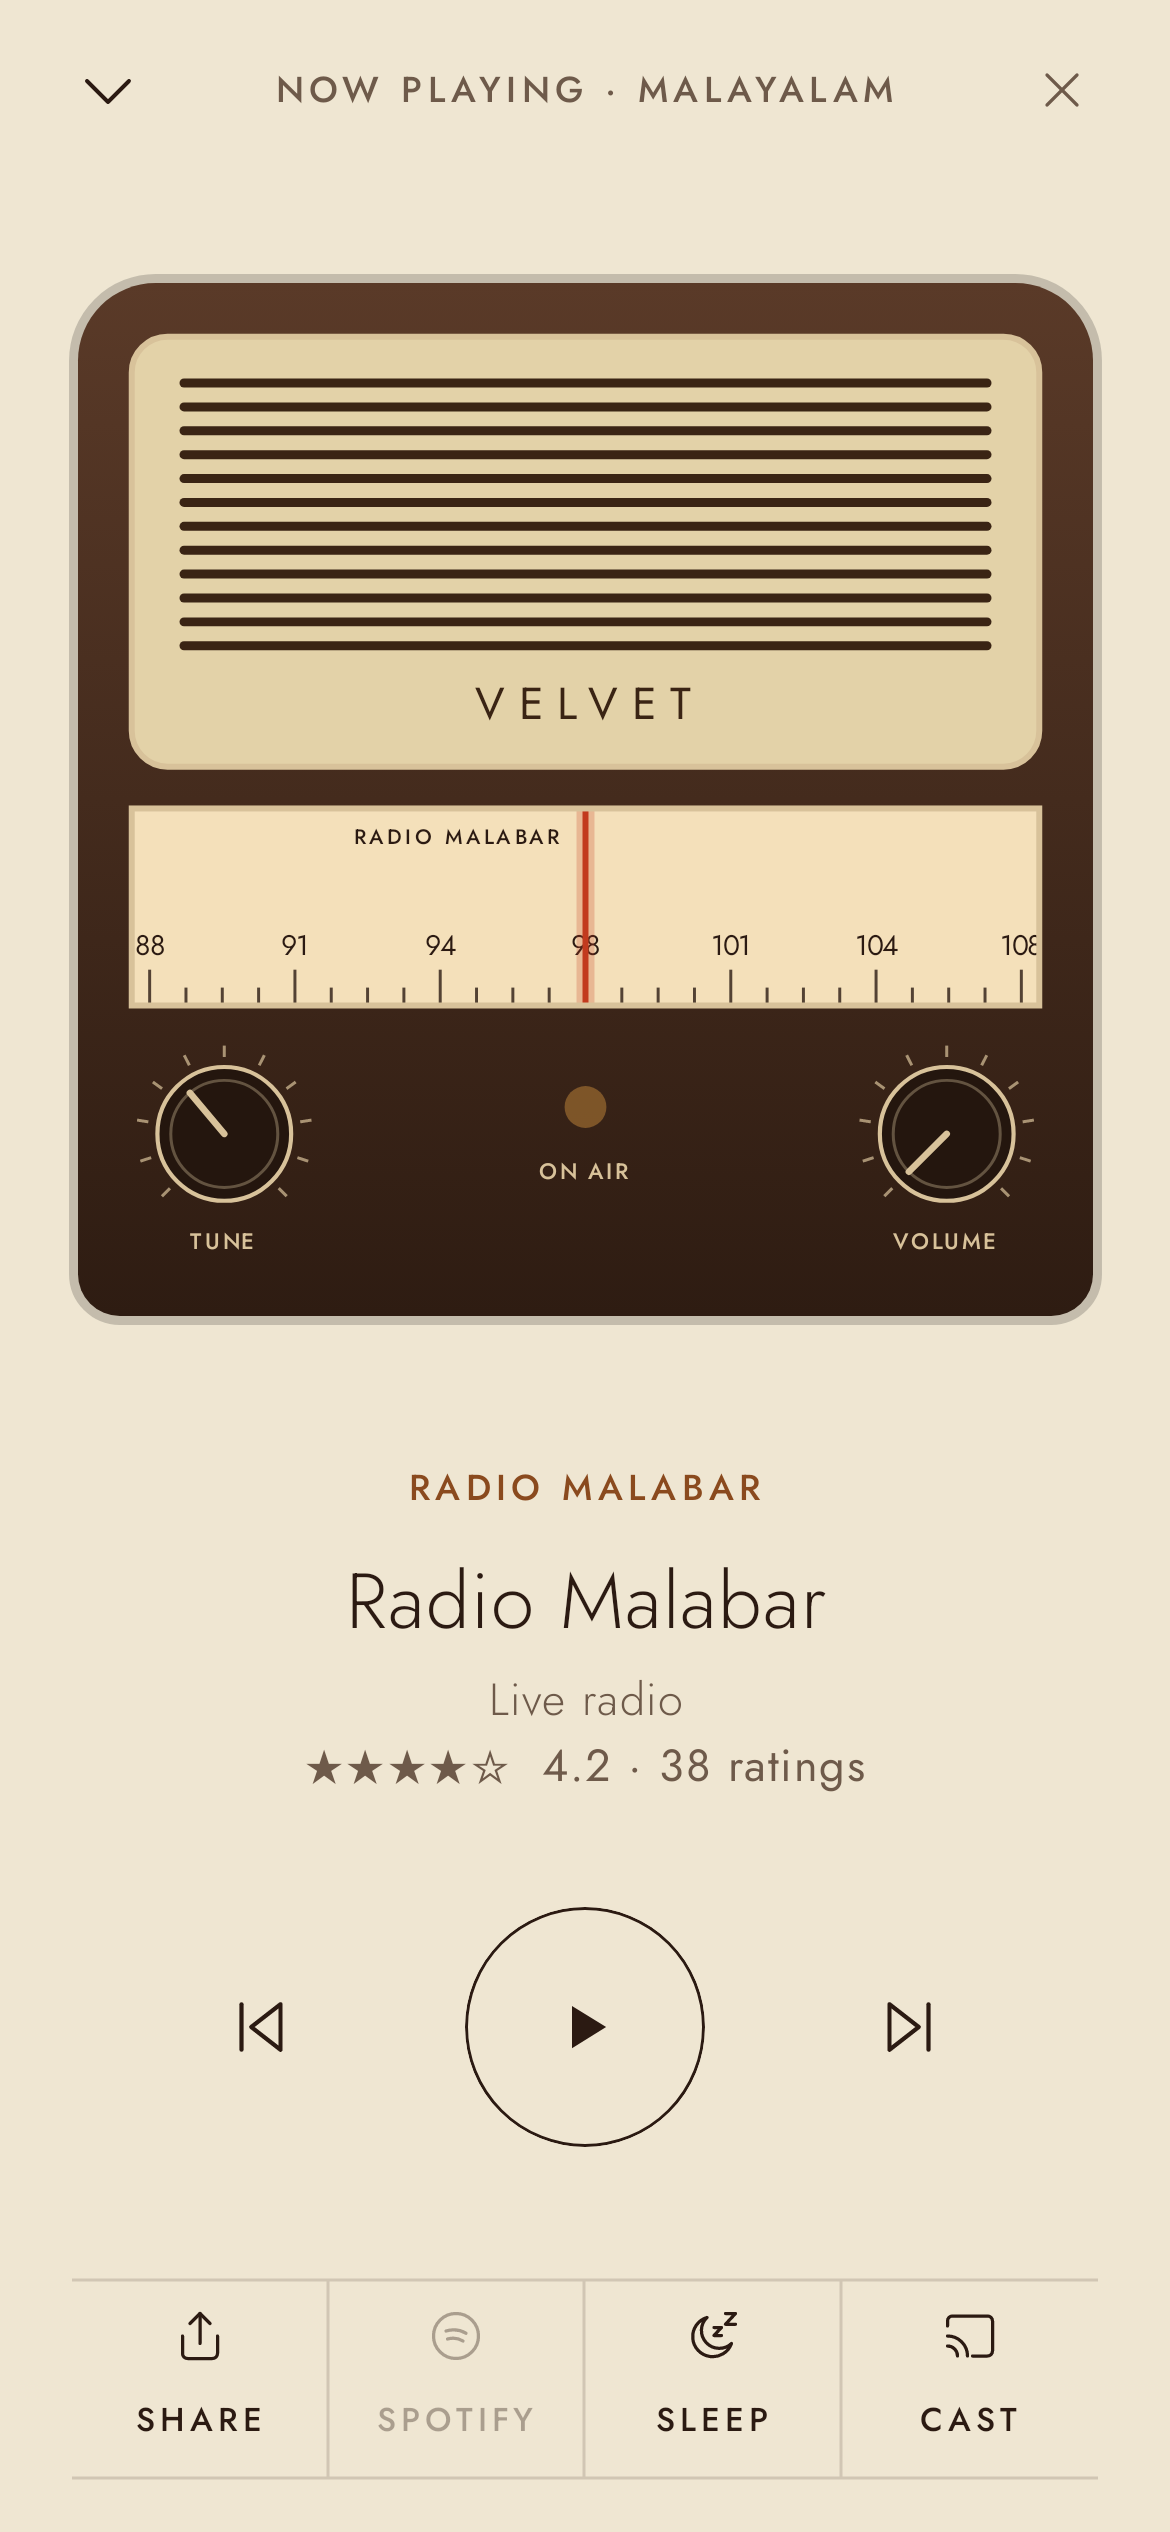 NOW PLAYING · MALAYALAM
VELVET
RADIO MALABAR
88 91 94 98 101 104 108
ON AIR
TUNE VOLUME
RADIO MALABAR
Radio Malabar
Live radio
★★★★☆ 4.2 · 38 ratings
SHARE SPOTIFY SLEEP CAST